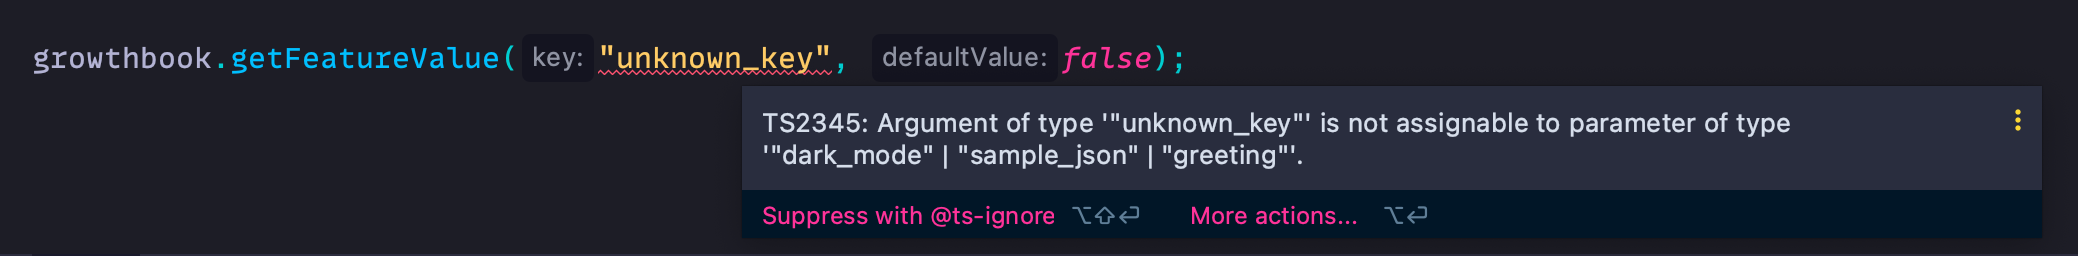 growthbook.getFeatureValue( key: "unknown_key", defaultValue: false);
TS2345: Argument of type '"unknown_key"' is not assignable to parameter of type
'"dark_mode" | "sample_json" | "greeting"'.
Suppress with @ts-ignore ⌥⇧⏎ More actions... ⌥⏎